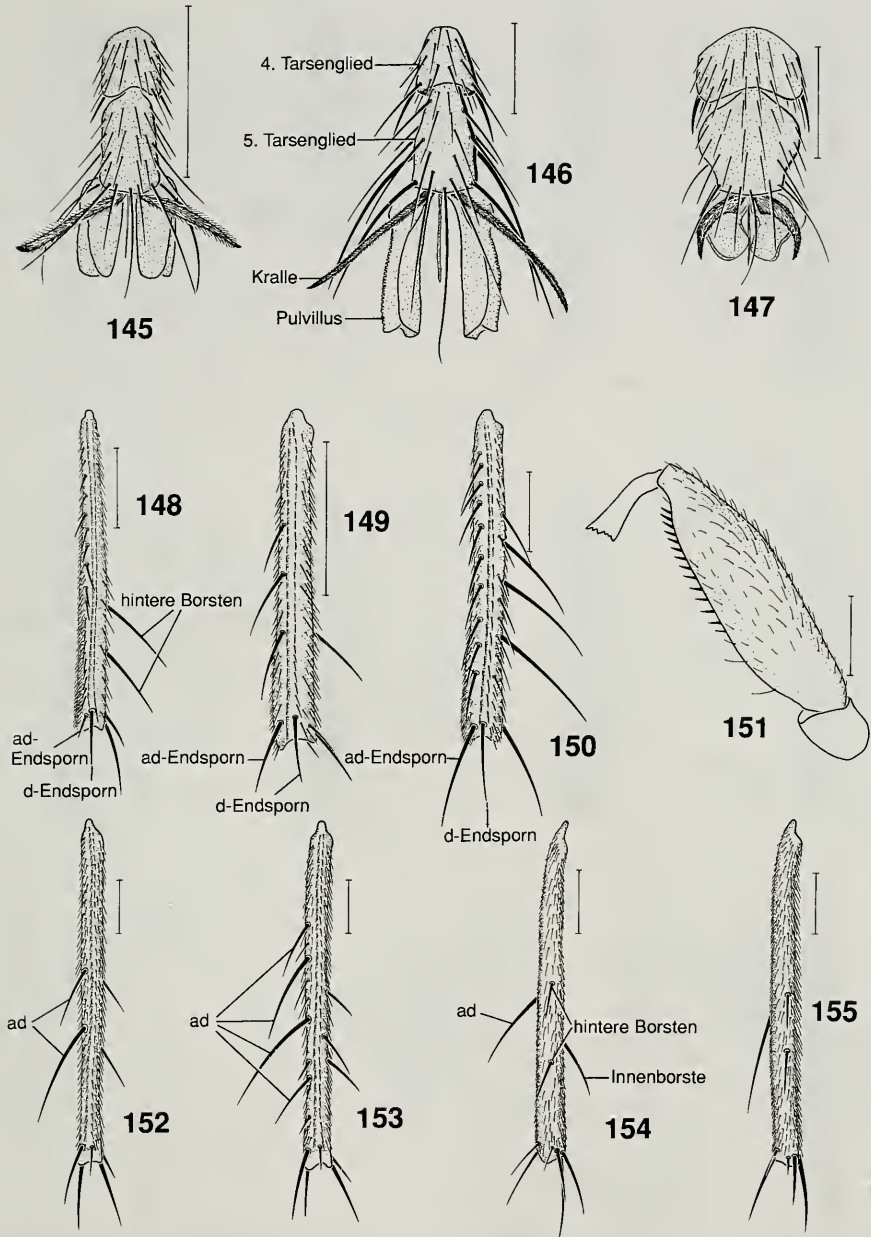 4. Tarsenglied
5. Tarsenglied
Kralle
Pulvillus
145
146
147
148
hintere Borsten
ad-
Endsporn
d-Endsporn
149
ad-Endsporn
d-Endsporn
150
ad-Endsporn
d-Endsporn
151
ad
152
ad
153
ad
hintere Borsten
Innenborste
154
155